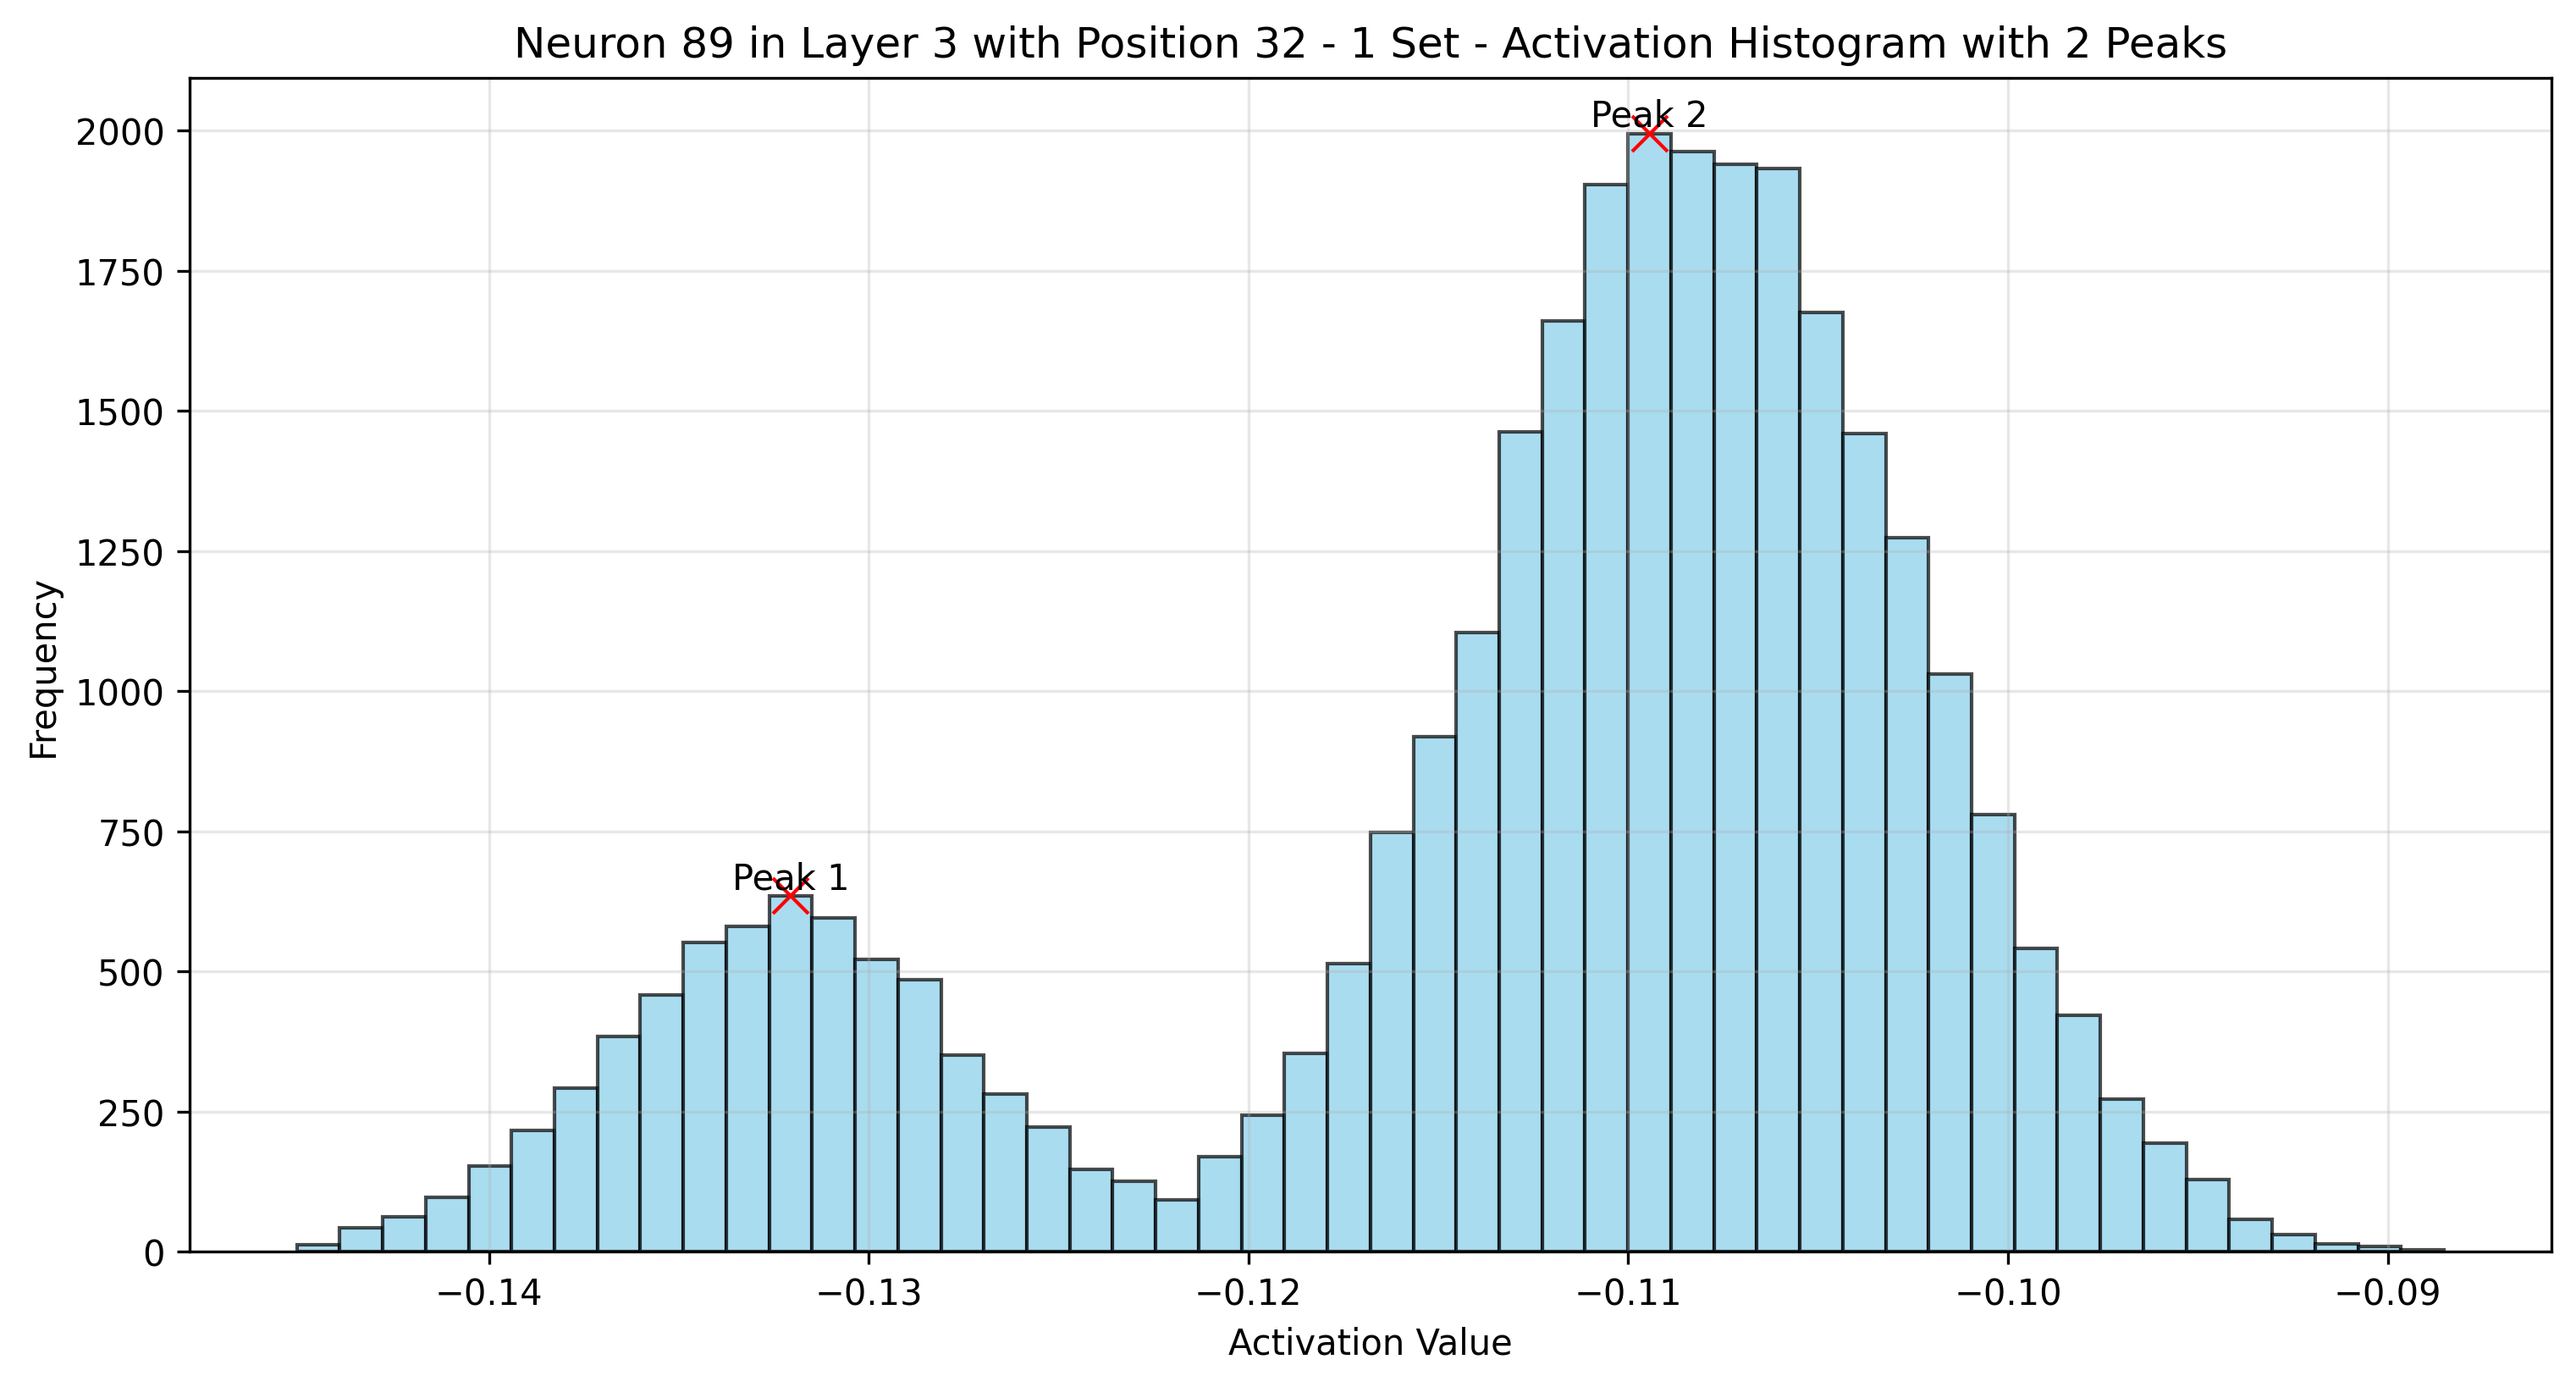 Neuron 89 in Layer 3 with Position 32 - 1 Set - Activation Histogram with 2 Peaks
Peak 2
2000
1750
1500
1250
1000
Peak 1
750
500
250
0
Frequency
−0.14 −0.13 −0.12 −0.11 −0.10 −0.09
Activation Value